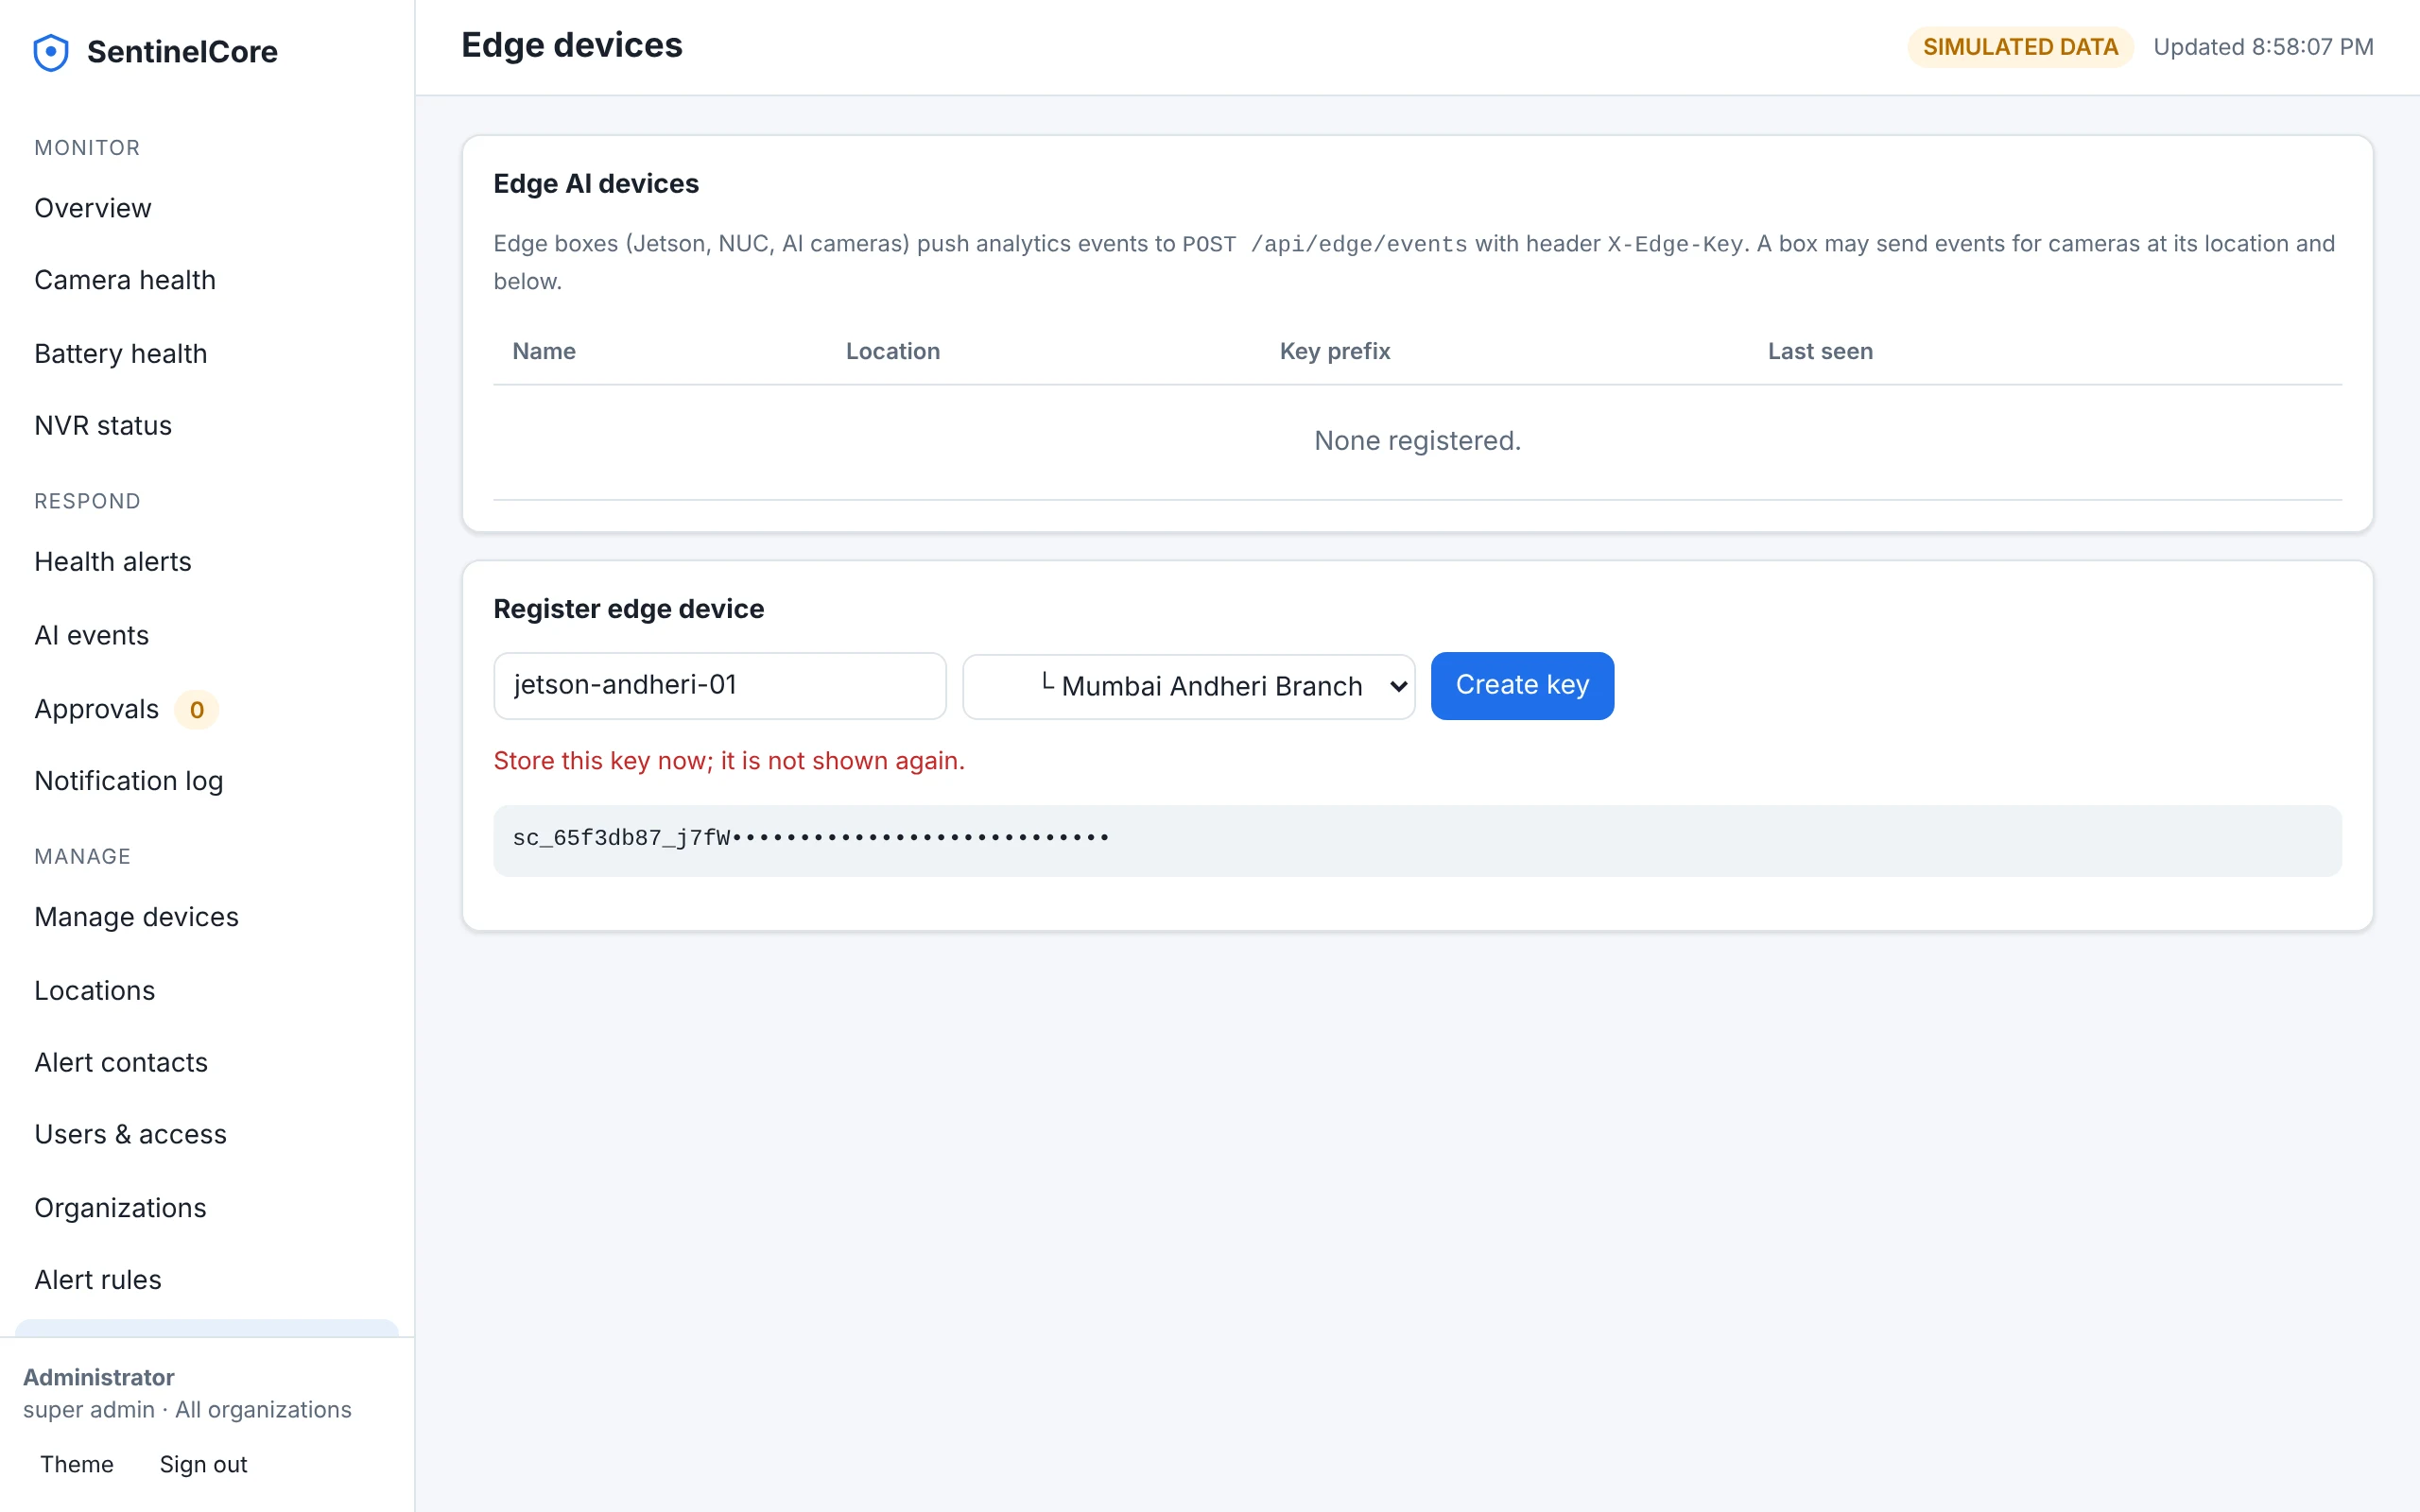 SentinelCore
MONITOR
Overview
Camera health
Battery health
NVR status
RESPOND
Health alerts
AI events
Approvals 0
Notification log
MANAGE
Manage devices
Locations
Alert contacts
Users & access
Organizations
Alert rules
Administrator
super admin · All organizations
Theme Sign out
Edge devices
SIMULATED DATA Updated 8:58:07 PM
Edge AI devices
Edge boxes (Jetson, NUC, AI cameras) push analytics events to POST /api/edge/events with header X-Edge-Key. A box may send events for cameras at its location and
below.
Name Location Key prefix Last seen
None registered.
Register edge device
jetson-andheri-01 └ Mumbai Andheri Branch Create key
Store this key now; it is not shown again.
sc_65f3db87_j7fW••••••••••••••••••••••••••••